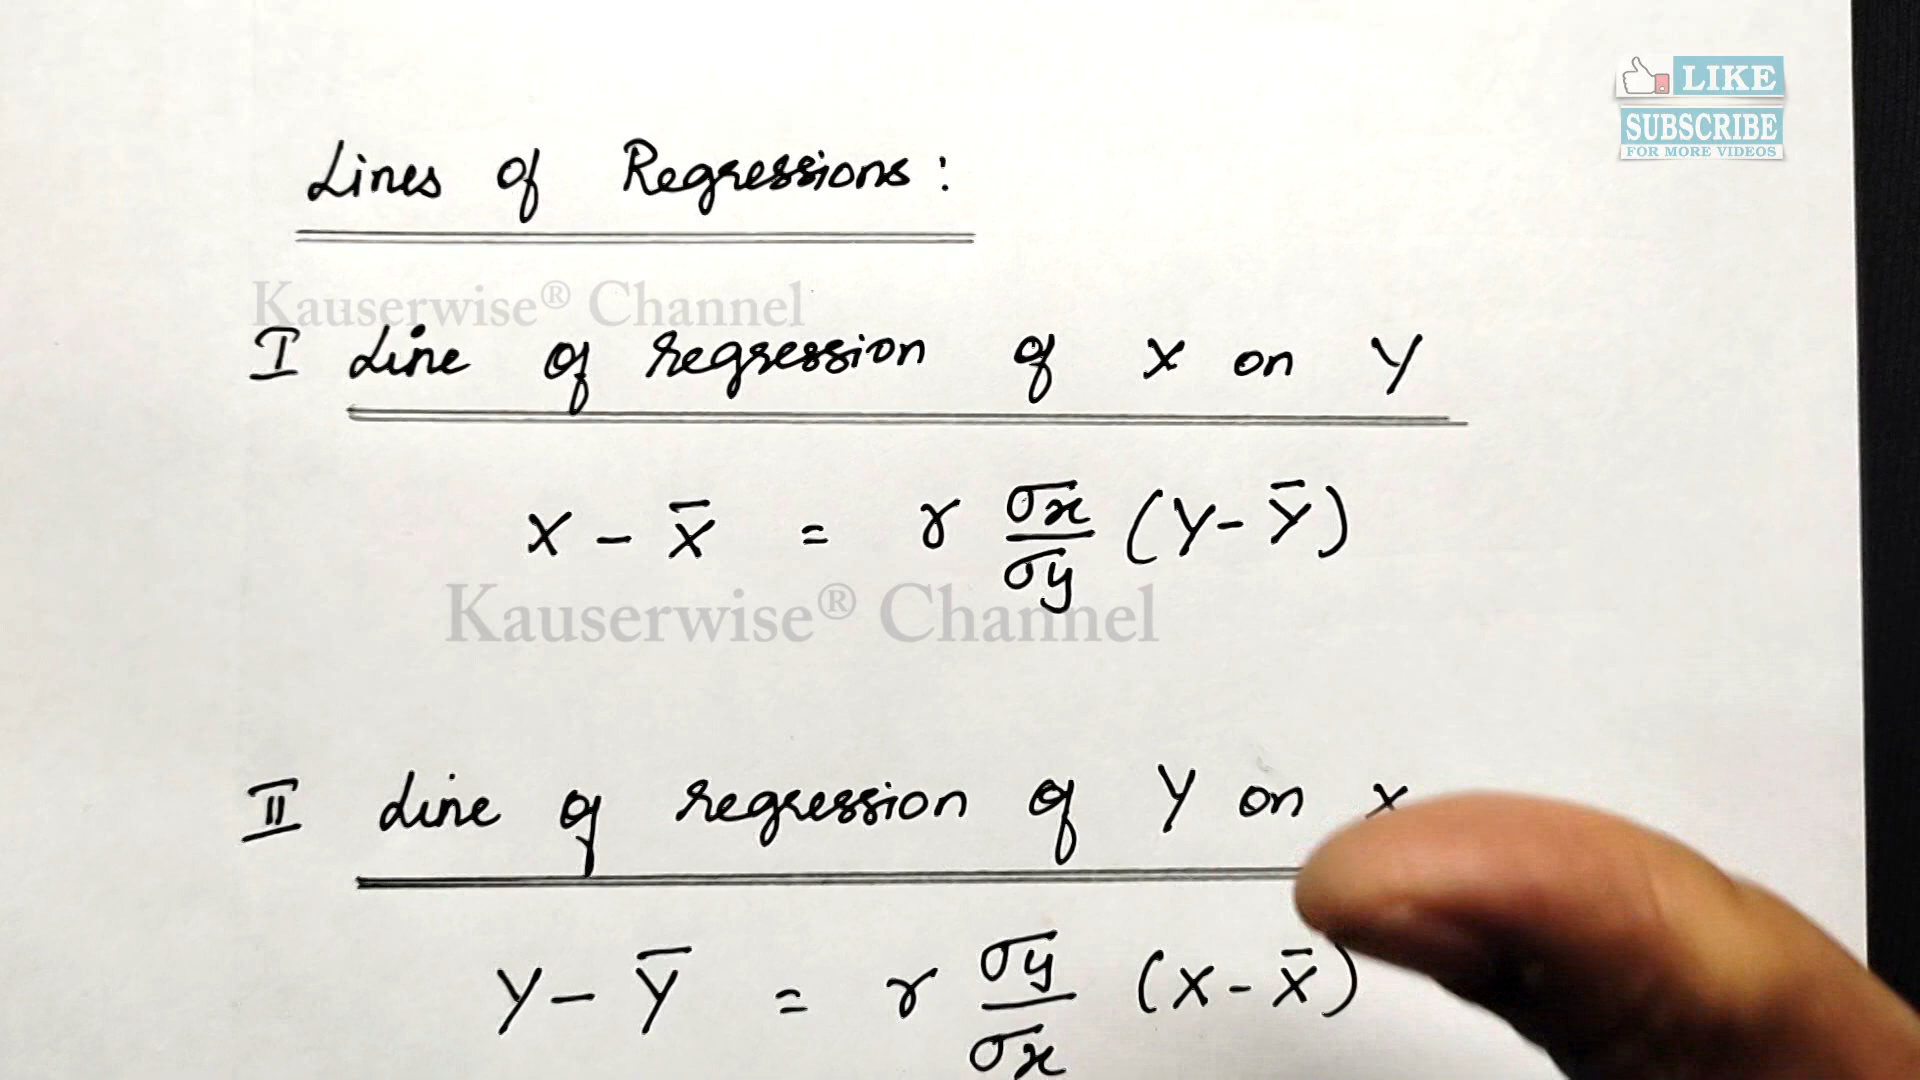 LIKE
SUBSCRIBE
FOR MORE VIDEOS
Lines of Regressions :
Kauserwise® Channel
I Line of regression of X on Y
X - X̄ = r σx/σy (Y - Ȳ)
Kauserwise® Channel
II Line of regression of Y on X
Y - Ȳ = r σy/σx (X - X̄)